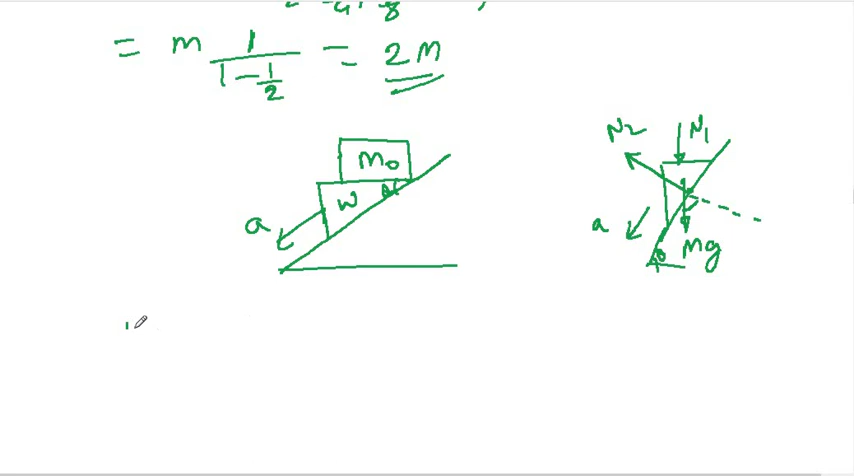 = m 1/(1-1/2) = 2M
M0
W
a
N2
N1
a
Mg
θ